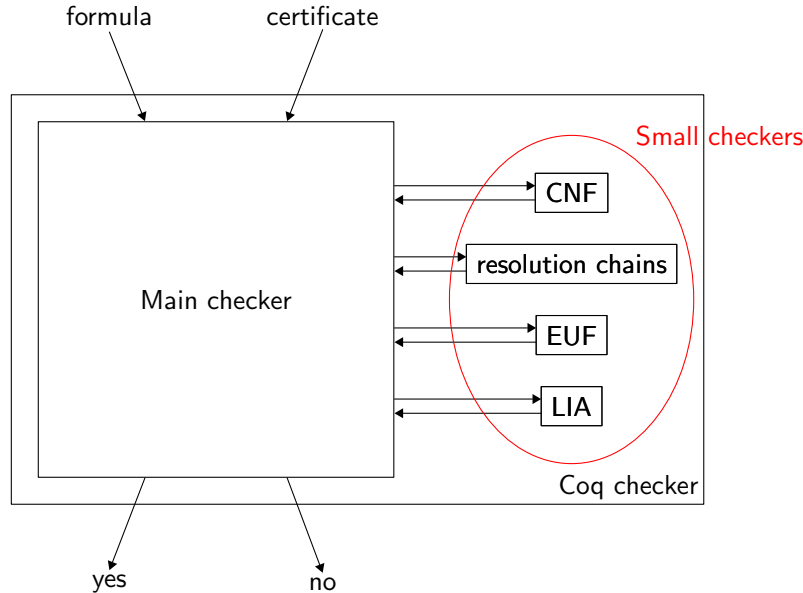 formula
certificate
Small checkers
CNF
resolution chains
Main checker
EUF
LIA
Coq checker
yes
no